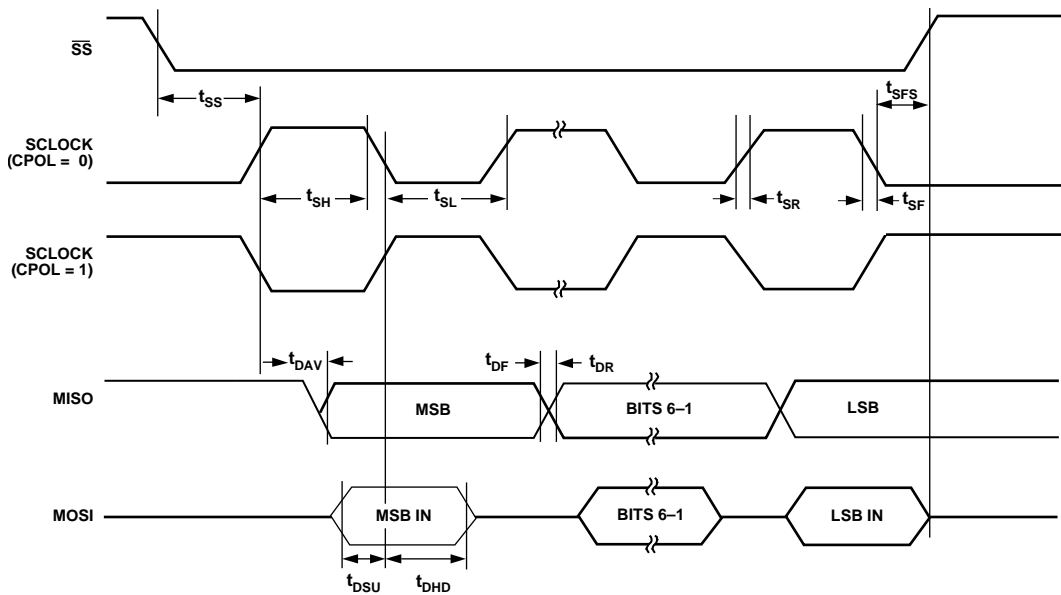 SS
tSS
tSFS
SCLOCK
(CPOL = 0)
tSH
tSL
tSR
tSF
SCLOCK
(CPOL = 1)
tDAV
tDF
tDR
MISO
MSB
BITS 6–1
LSB
MOSI
MSB IN
BITS 6–1
LSB IN
tDSU
tDHD